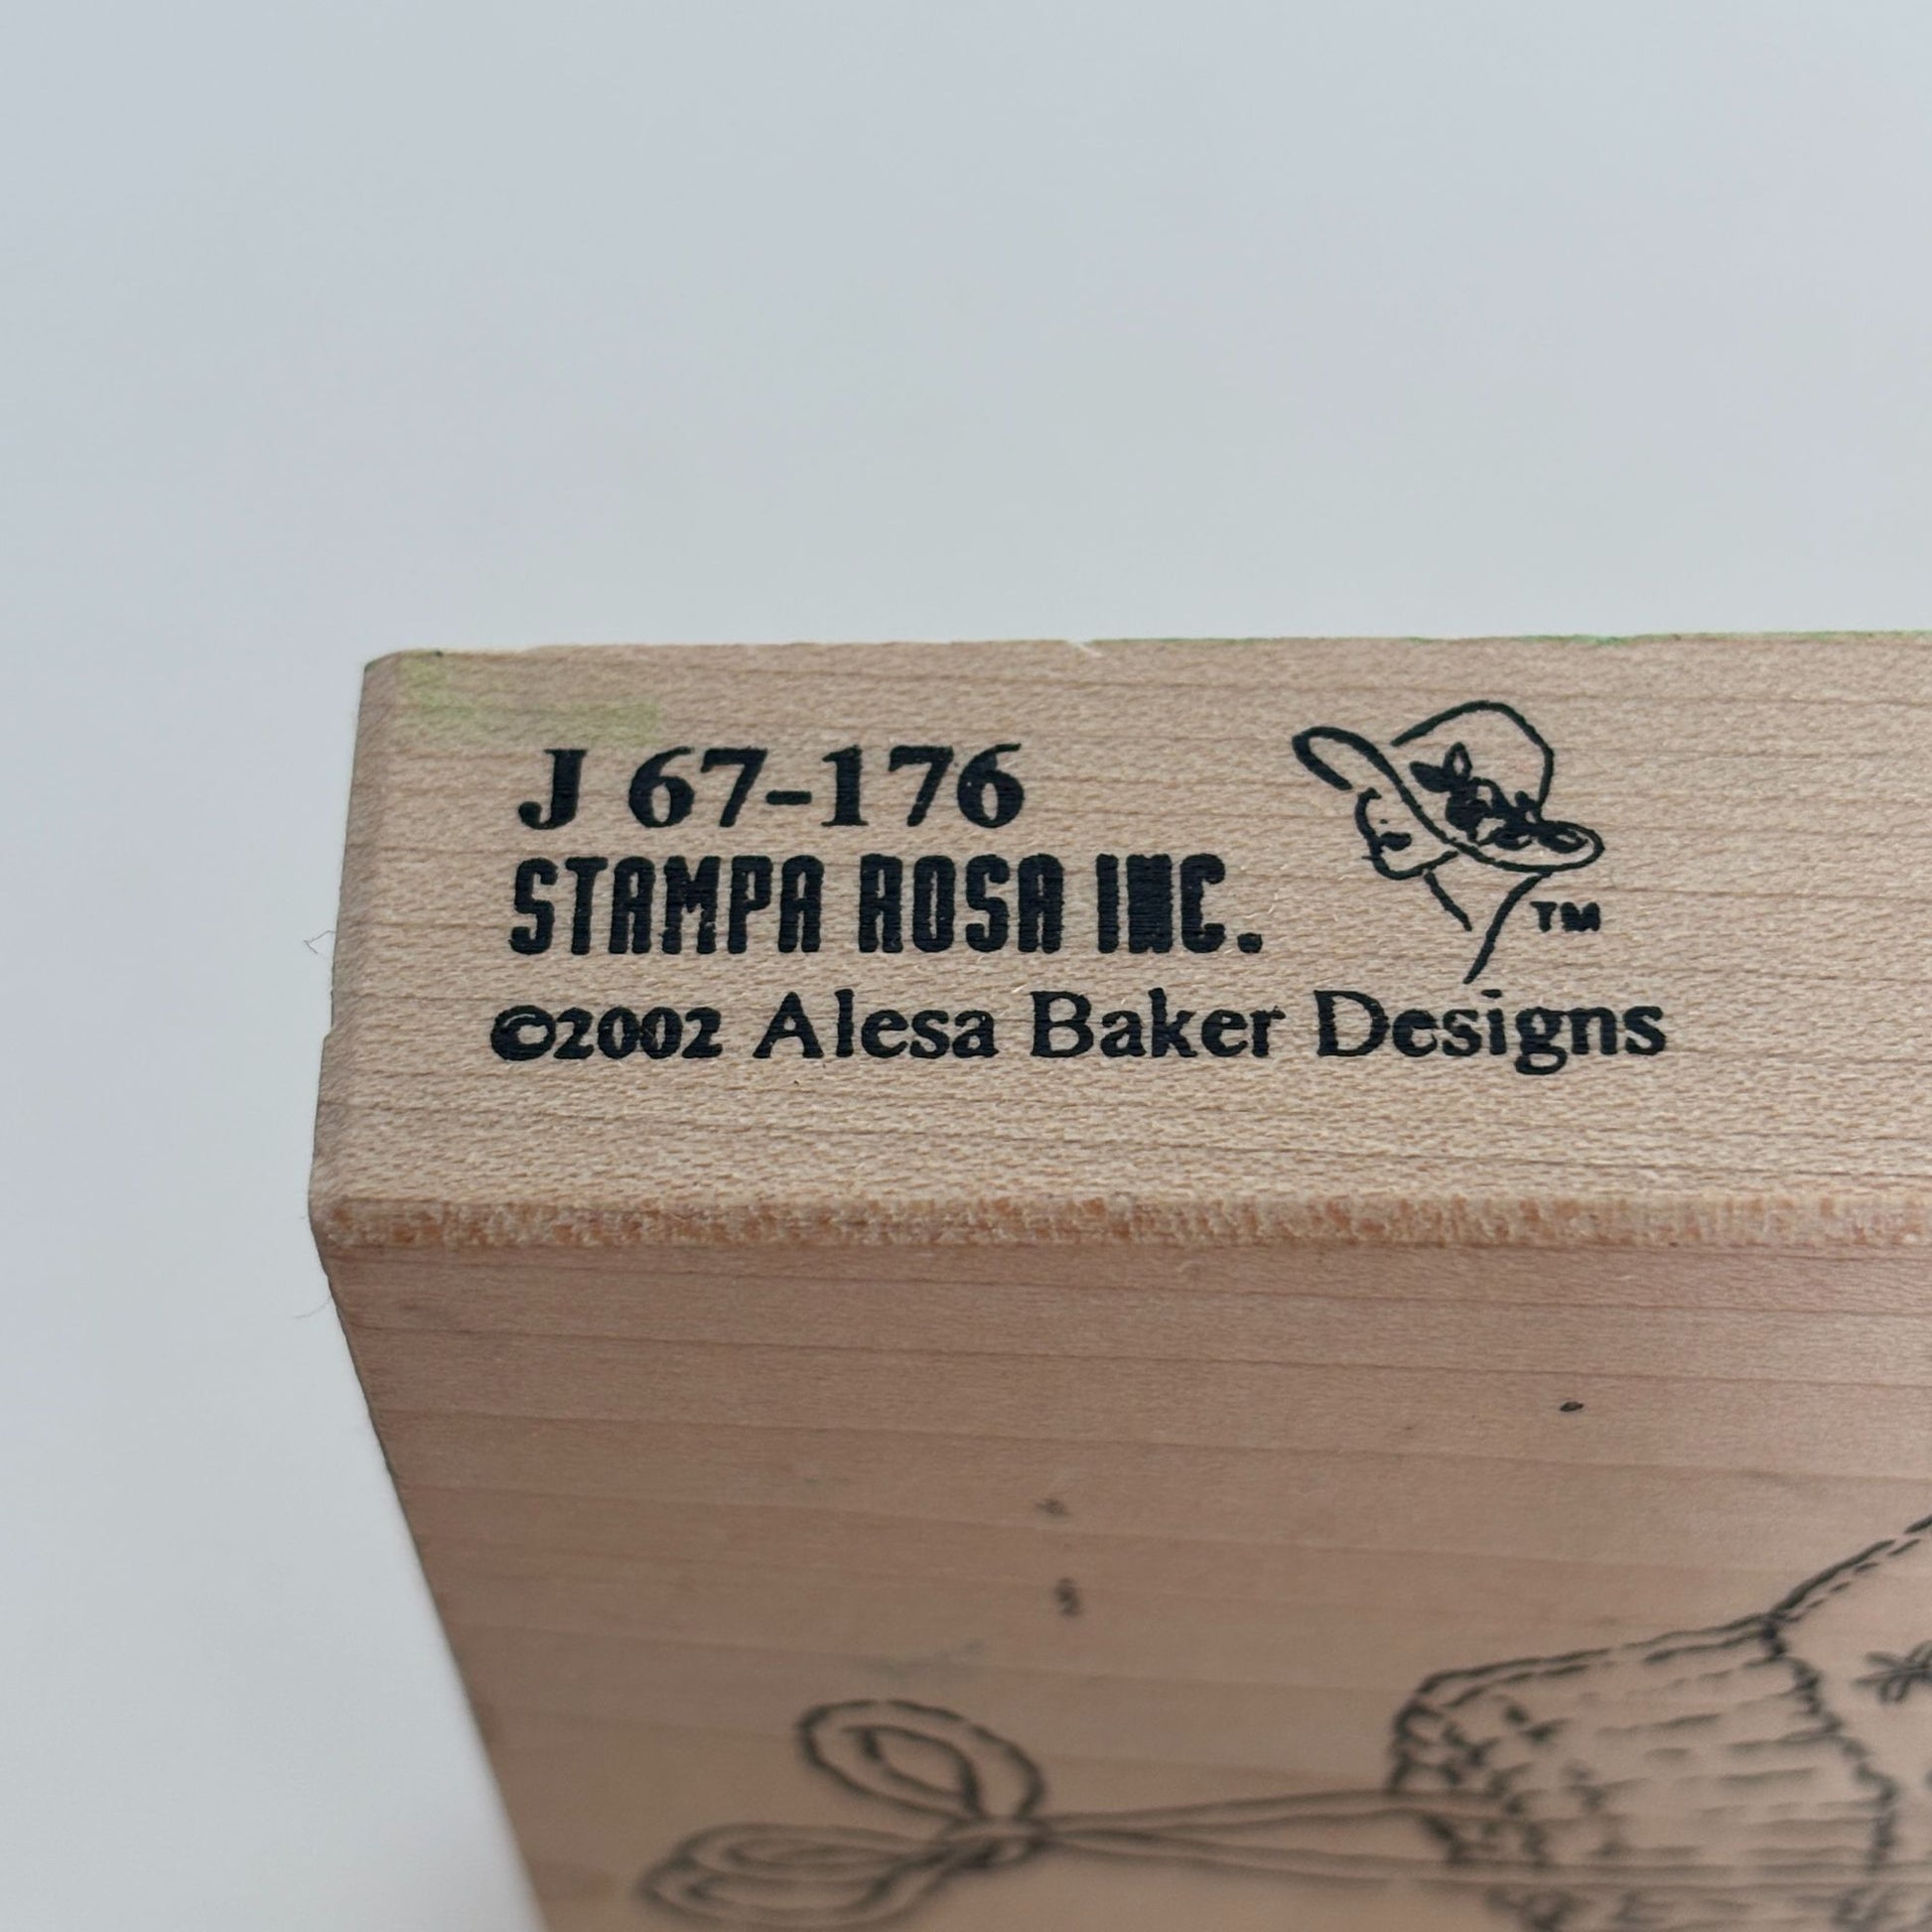 J 67-176
STAMPA ROSA INC.
TM
©2002 Alesa Baker Designs